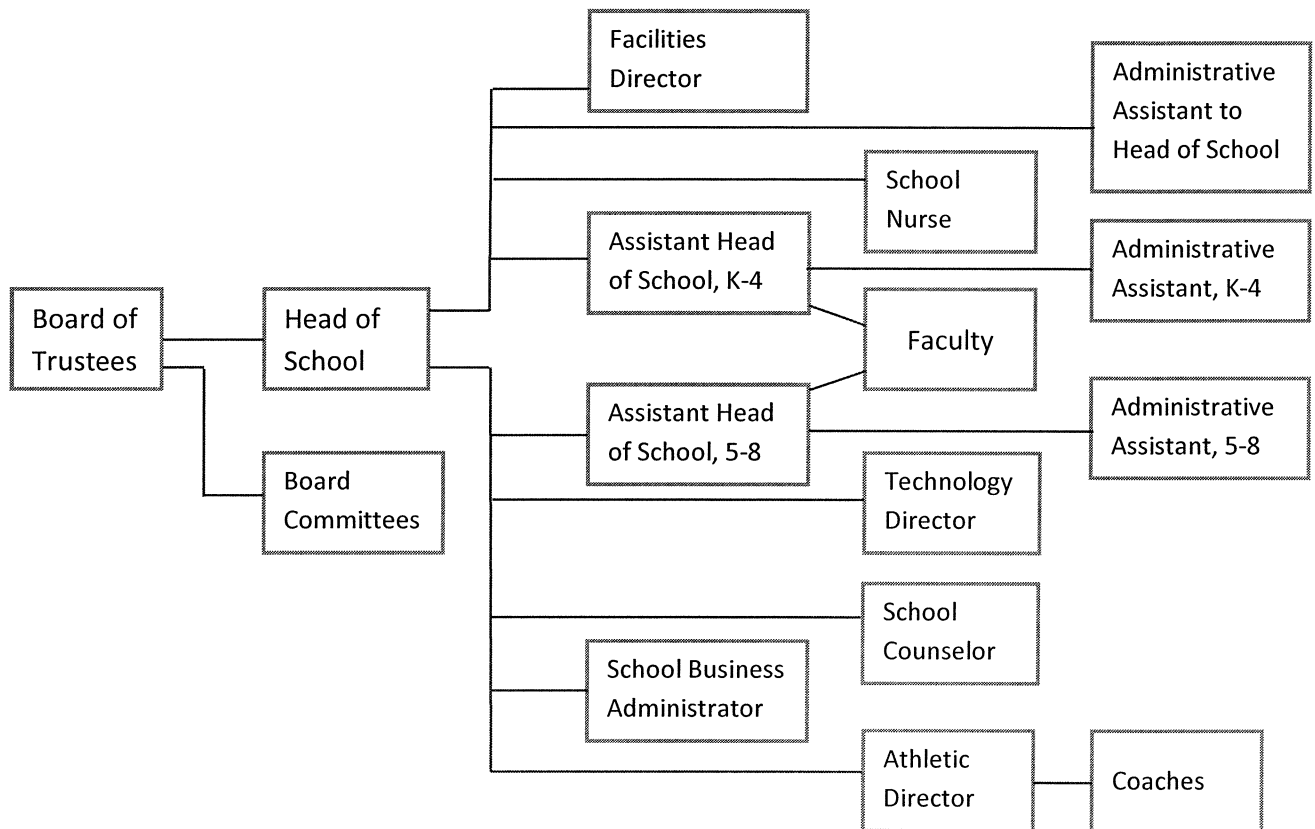 Facilities
Director
Administrative
Assistant to
Head of School
School
Nurse
Assistant Head
of School, K-4
Administrative
Assistant, K-4
Board of
Trustees
Head of
School
Faculty
Assistant Head
of School, 5-8
Administrative
Assistant, 5-8
Board
Committees
Technology
Director
School
Counselor
School Business
Administrator
Athletic
Director
Coaches